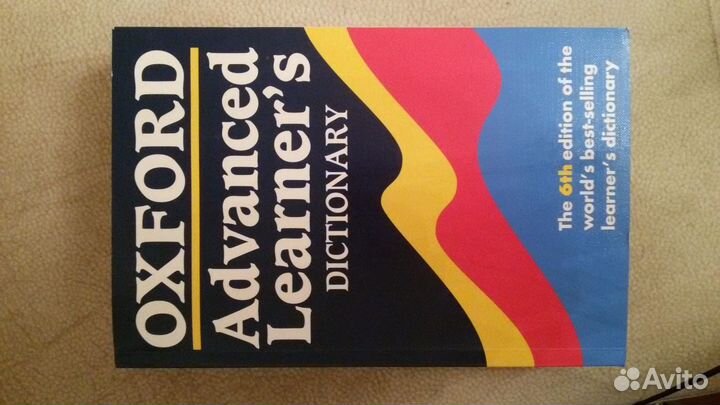 OXFORD
Advanced
Learner's
DICTIONARY
The 6th edition of the
world's best-selling
learner's dictionary
Avito